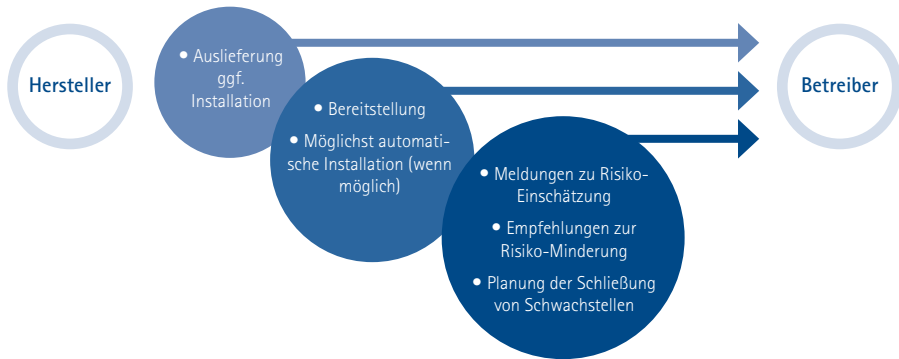 Hersteller
• Auslieferung
ggf.
Installation
• Bereitstellung
• Möglichst automati-
sche Installation (wenn
möglich)
• Meldungen zu Risiko-
Einschätzung
• Empfehlungen zur
Risiko-Minderung
• Planung der Schließung
von Schwachstellen
Betreiber